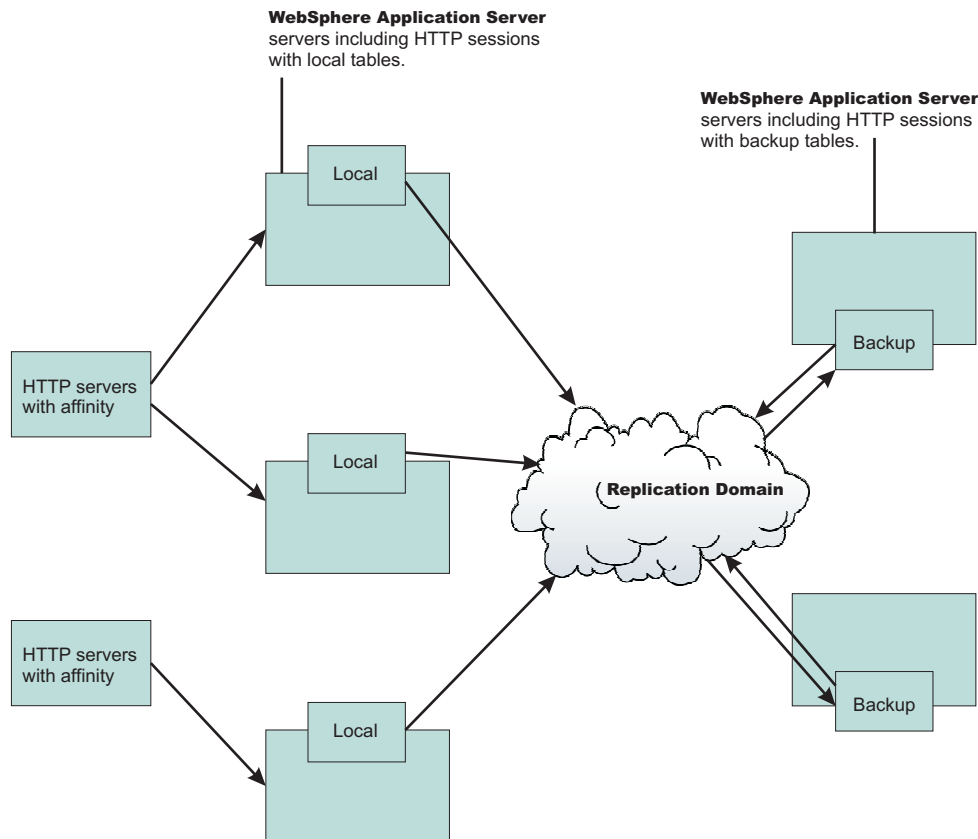 WebSphere Application Server
servers including HTTP sessions
with local tables.
WebSphere Application Server
servers including HTTP sessions
with backup tables.
Local
Backup
HTTP servers
with affinity
Local
Replication Domain
HTTP servers
with affinity
Local
Backup